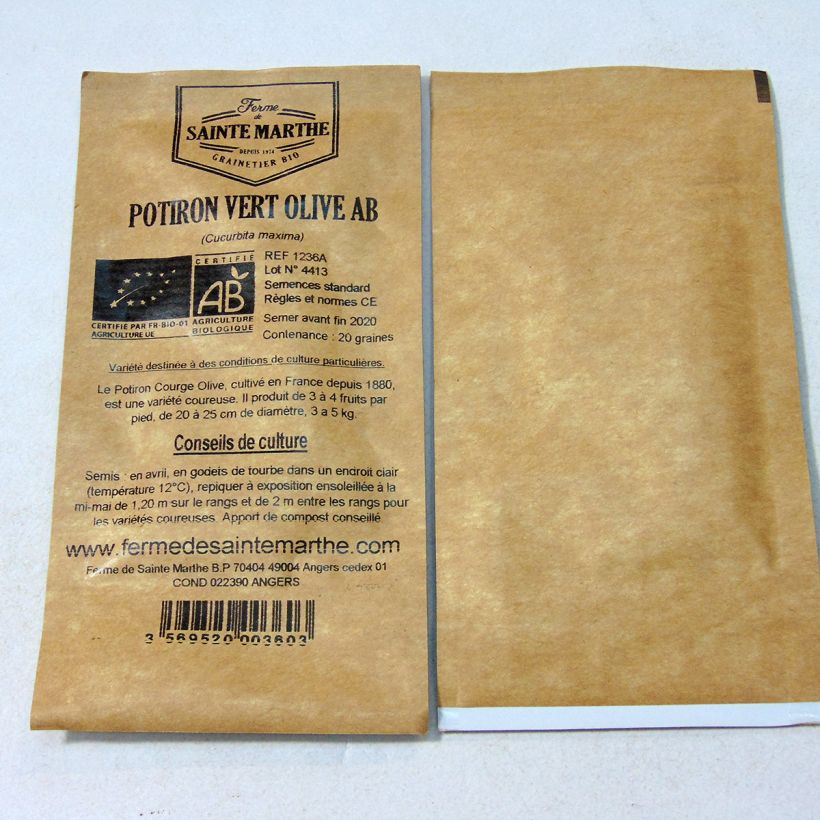 Ferme
de
SAINTE MARTHE
DEPUIS 1974
GRAINETIER BIO
POTIRON VERT OLIVE AB
(Cucurbita maxima)
CERTIFIÉ
AB
AGRICULTURE
BIOLOGIQUE
CERTIFIÉ PAR FR-BIO-01
AGRICULTURE UE
REF 1236A
Lot N° 4413
Semences standard
Règles et normes CE
Semer avant fin 2020
Contenance : 20 graines
Variété destinée à des conditions de culture particulières.
Le Potiron Courge Olive, cultivé en France depuis 1880,
est une variété coureuse. Il produit de 3 à 4 fruits par
pied, de 20 à 25 cm de diamètre, 3 a 5 kg.
Conseils de culture
Semis : en avril, en godets de tourbe dans un endroit clair
(température 12°C), repiquer à exposition ensoleillée à la
mi-mai de 1,20 m sur le rangs et de 2 m entre les rangs pour
les variétés coureuses. Apport de compost conseillé
www.fermedesaintemarthe.com
Ferme de Sainte Marthe B.P 70404 49004 Angers cedex 01
COND 022390 ANGERS
3 569520 003603